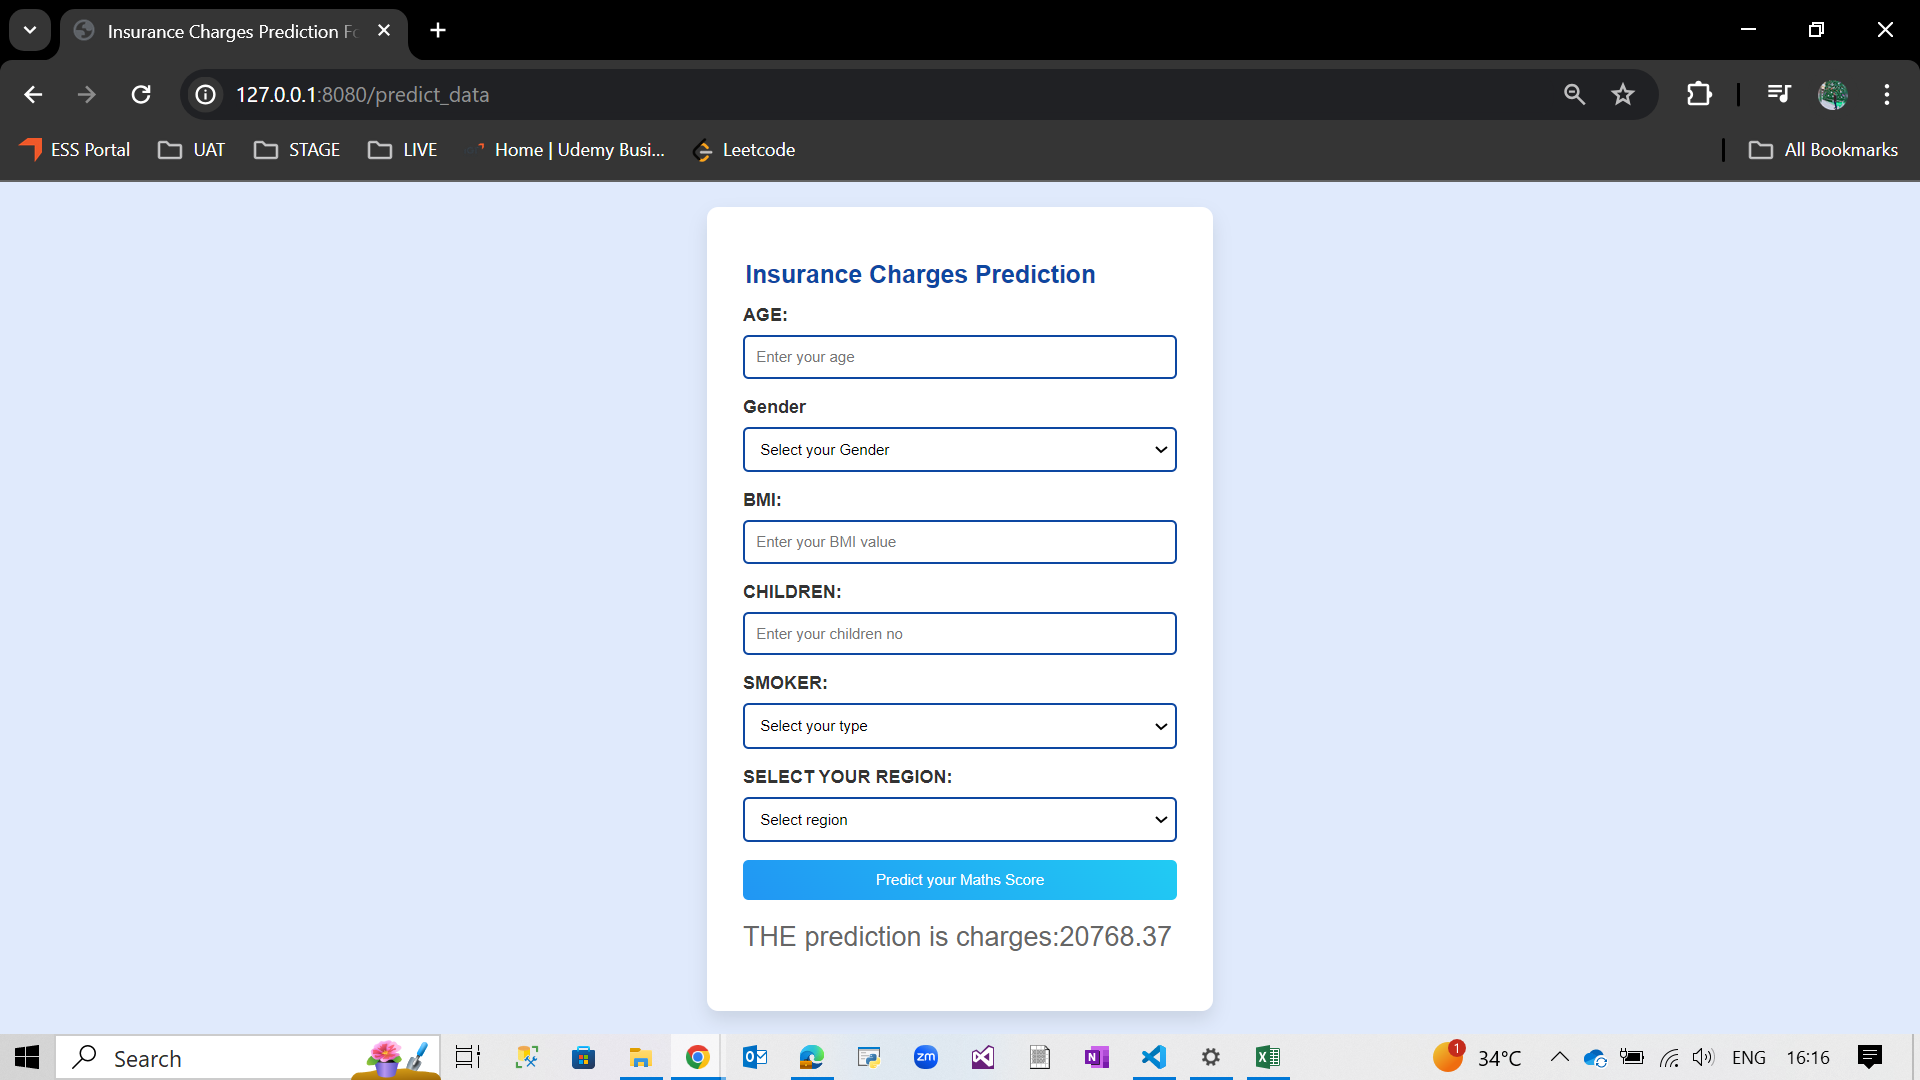 Insurance Charges Prediction Fo
127.0.0.1:8080/predict_data
ESS Portal UAT STAGE LIVE Home | Udemy Busi... Leetcode All Bookmarks
Insurance Charges Prediction
AGE:
Enter your age
Gender
Select your Gender
BMI:
Enter your BMI value
CHILDREN:
Enter your children no
SMOKER:
Select your type
SELECT YOUR REGION:
Select region
Predict your Maths Score
THE prediction is charges:20768.37
Search zm N 1 34°C ENG 16:16